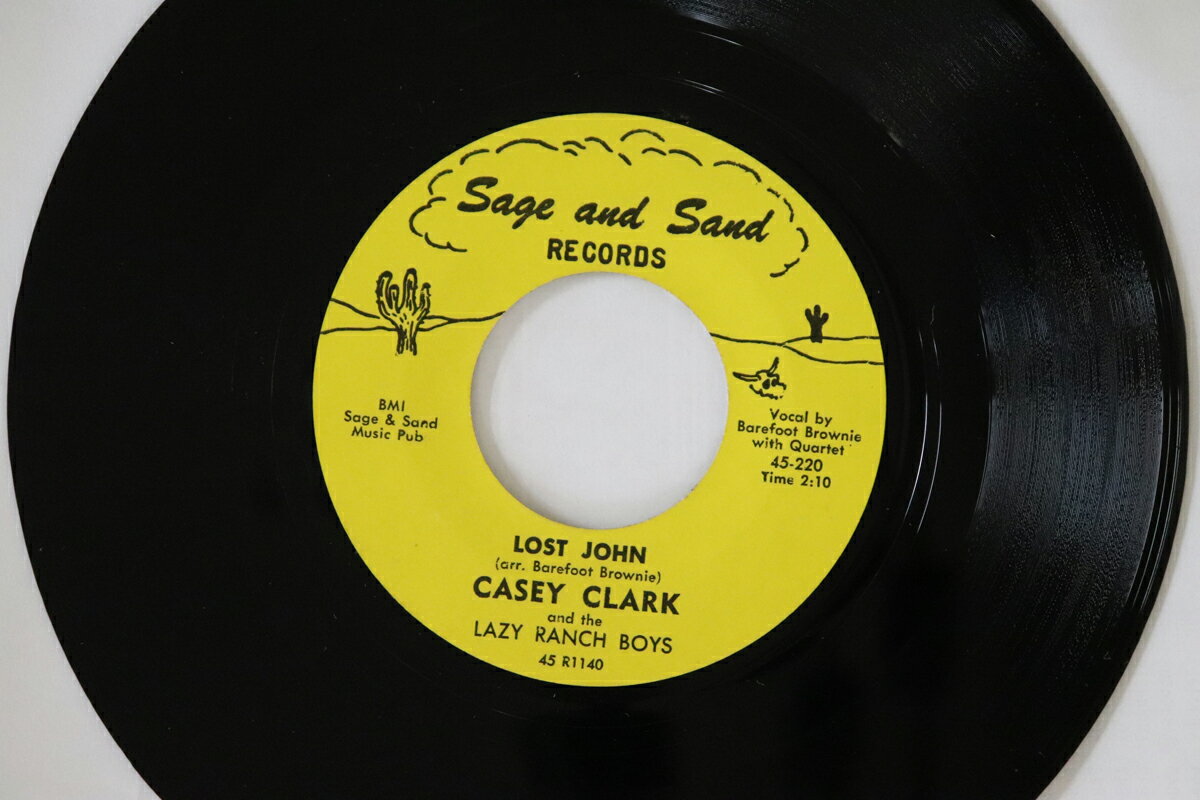 Sage and Sand
RECORDS
BMI
Sage & Sand
Music Pub
Vocal by
Barefoot Brownie
with Quartet
45-220
Time 2:10
LOST JOHN
(arr. Barefoot Brownie)
CASEY CLARK
and the
LAZY RANCH BOYS
45 R1140